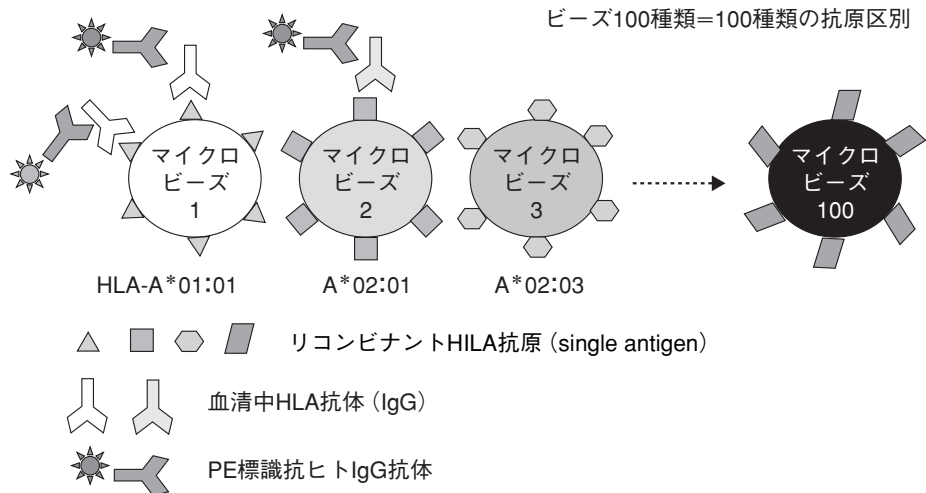 ビーズ100種類=100種類の抗原区別
マイクロ
ビーズ
1
マイクロ
ビーズ
2
マイクロ
ビーズ
3
マイクロ
ビーズ
100
HLA-A*01:01
A*02:01
A*02:03
リコンビナントHILA抗原（single antigen）
血清中HLA抗体（IgG）
PE標識抗ヒトIgG抗体